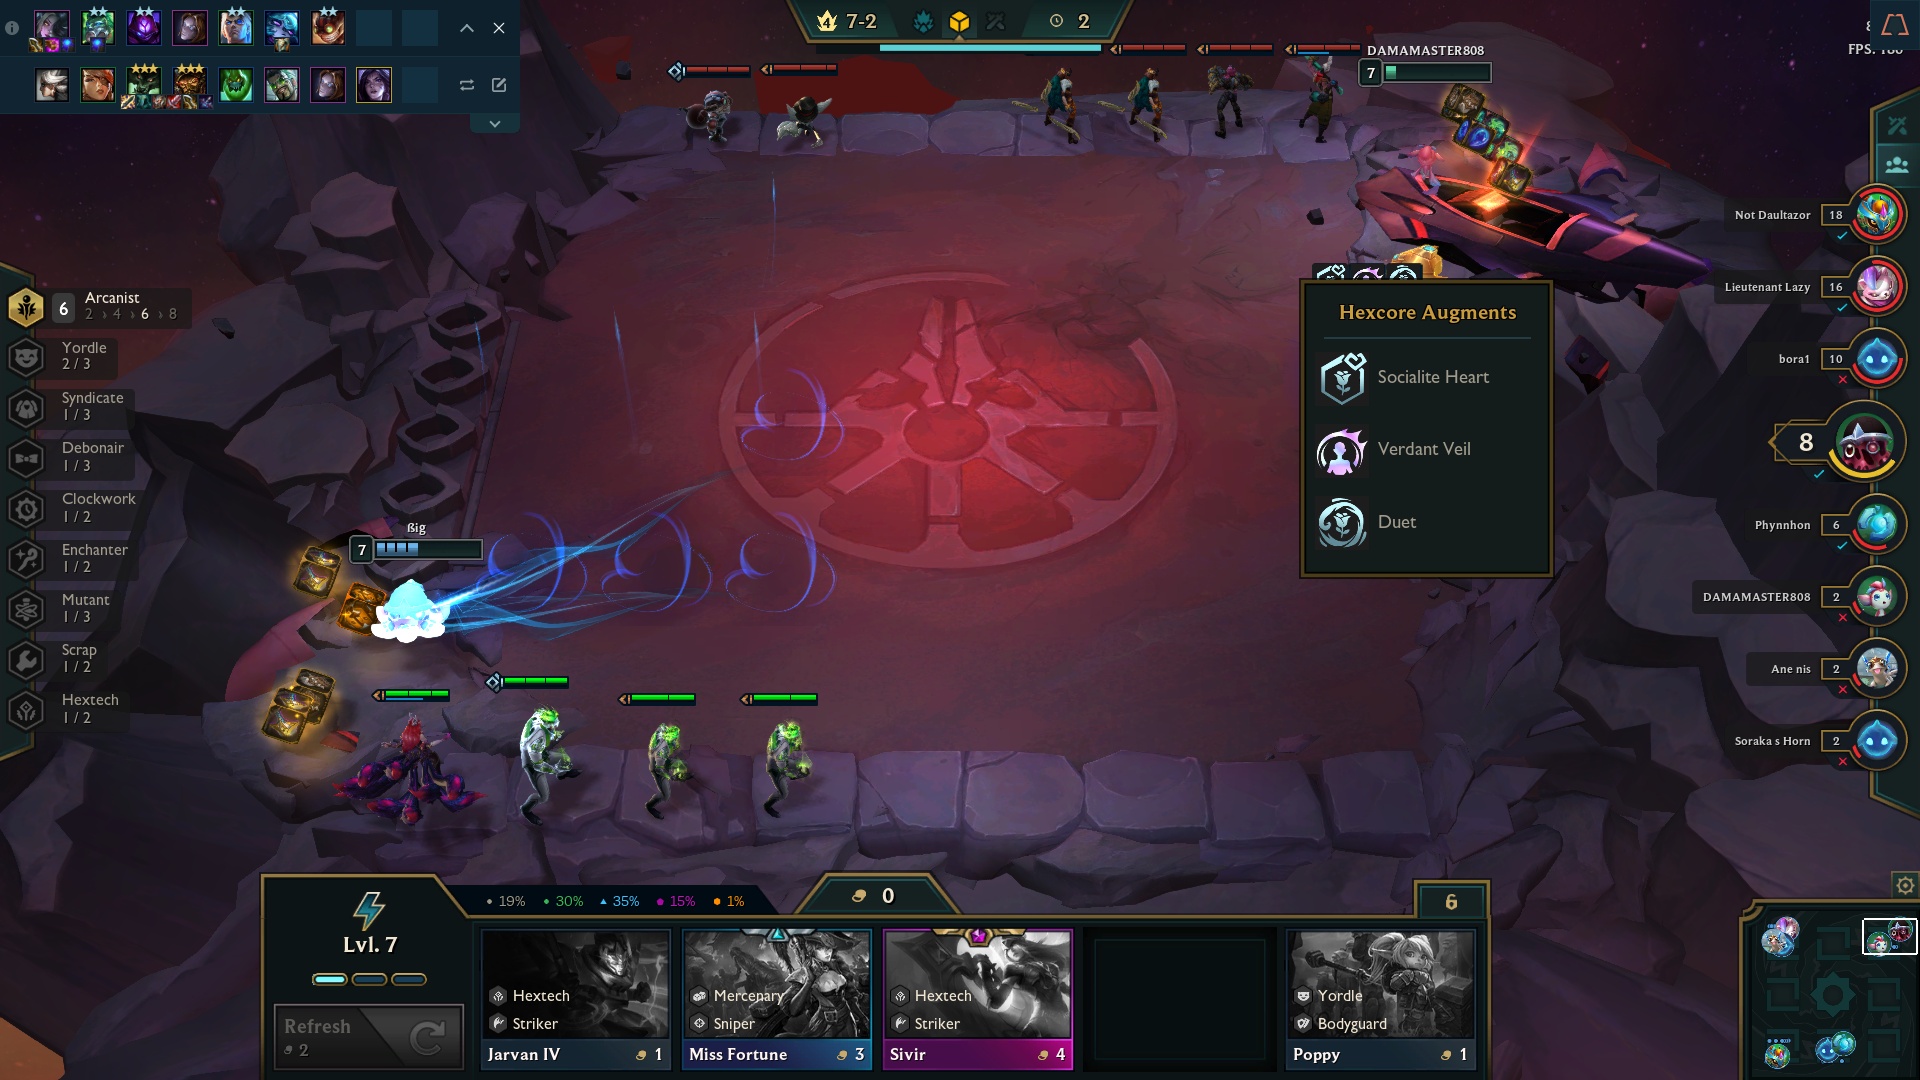 4 7-2
2
FPS: 180
DAMAMASTER808
7
Not Daultazor 18
Lieutenant Lazy 16
bora1 10
8
Phynnhon 6
DAMAMASTER808 2
Ane nis 2
Soraka s Horn 2
6 Arcanist
2 › 4 › 6 › 8
Yordle
2 / 3
Syndicate
1 / 3
Debonair
1 / 3
Clockwork
1 / 2
Enchanter
1 / 2
Mutant
1 / 3
Scrap
1 / 2
Hextech
1 / 2
Hexcore Augments
Socialite Heart
Verdant Veil
Duet
ßig
7
Lvl. 7
19% 30% 35% 15% 1%
0
6
Refresh
2
Hextech
Striker
Jarvan IV 1
Mercenary
Sniper
Miss Fortune 3
Hextech
Striker
Sivir 4
Yordle
Bodyguard
Poppy 1